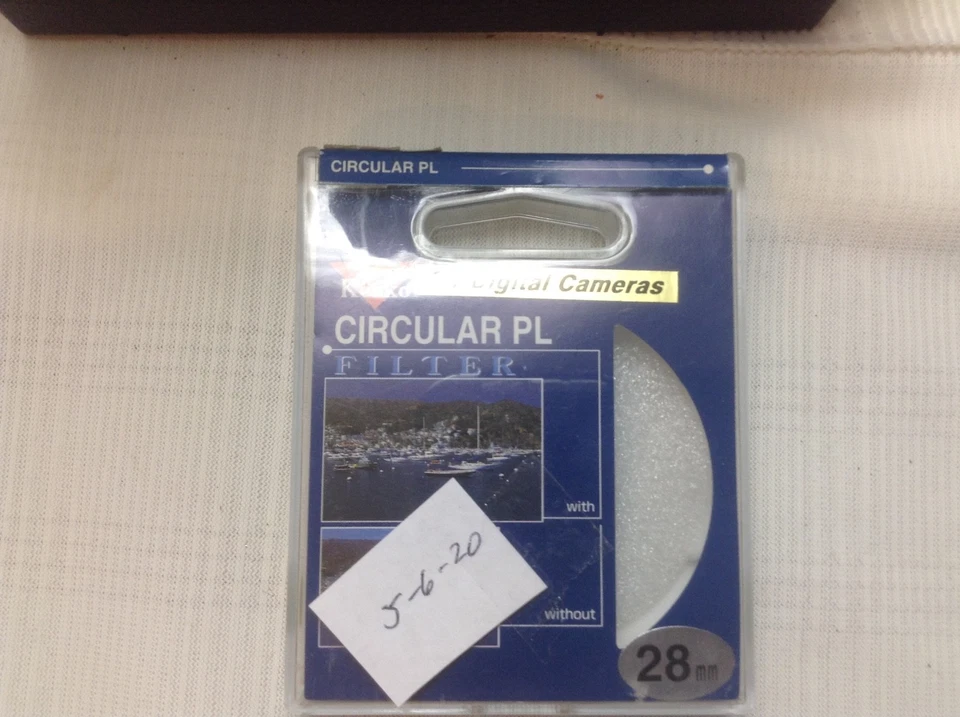 CIRCULAR PL
Digital Cameras
CIRCULAR PL
FILTER
with
5-6-20
without
28mm